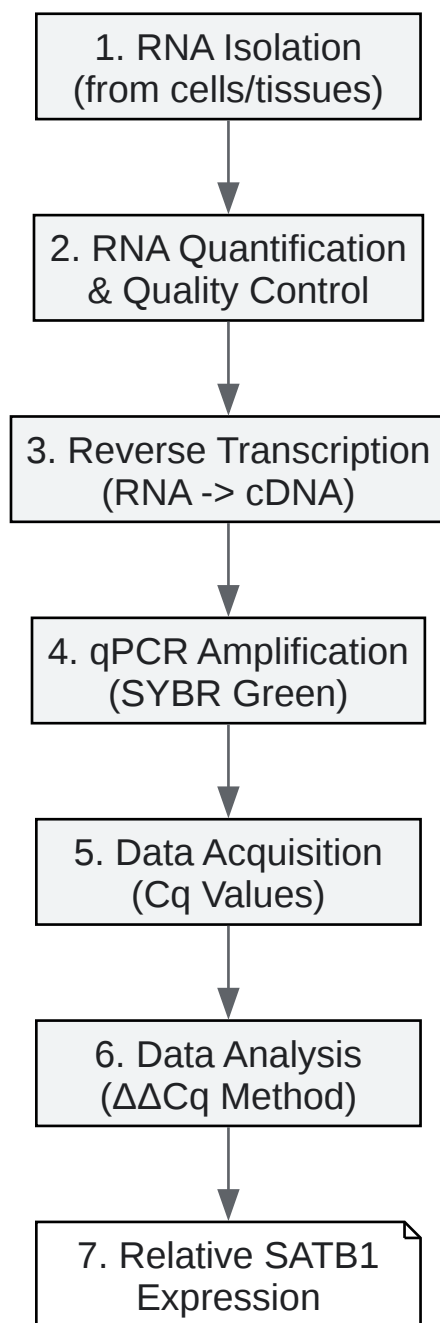 1. RNA Isolation
(from cells/tissues)
2. RNA Quantification
& Quality Control
3. Reverse Transcription
(RNA -> cDNA)
4. qPCR Amplification
(SYBR Green)
5. Data Acquisition
(Cq Values)
6. Data Analysis
(ΔΔCq Method)
7. Relative SATB1
Expression